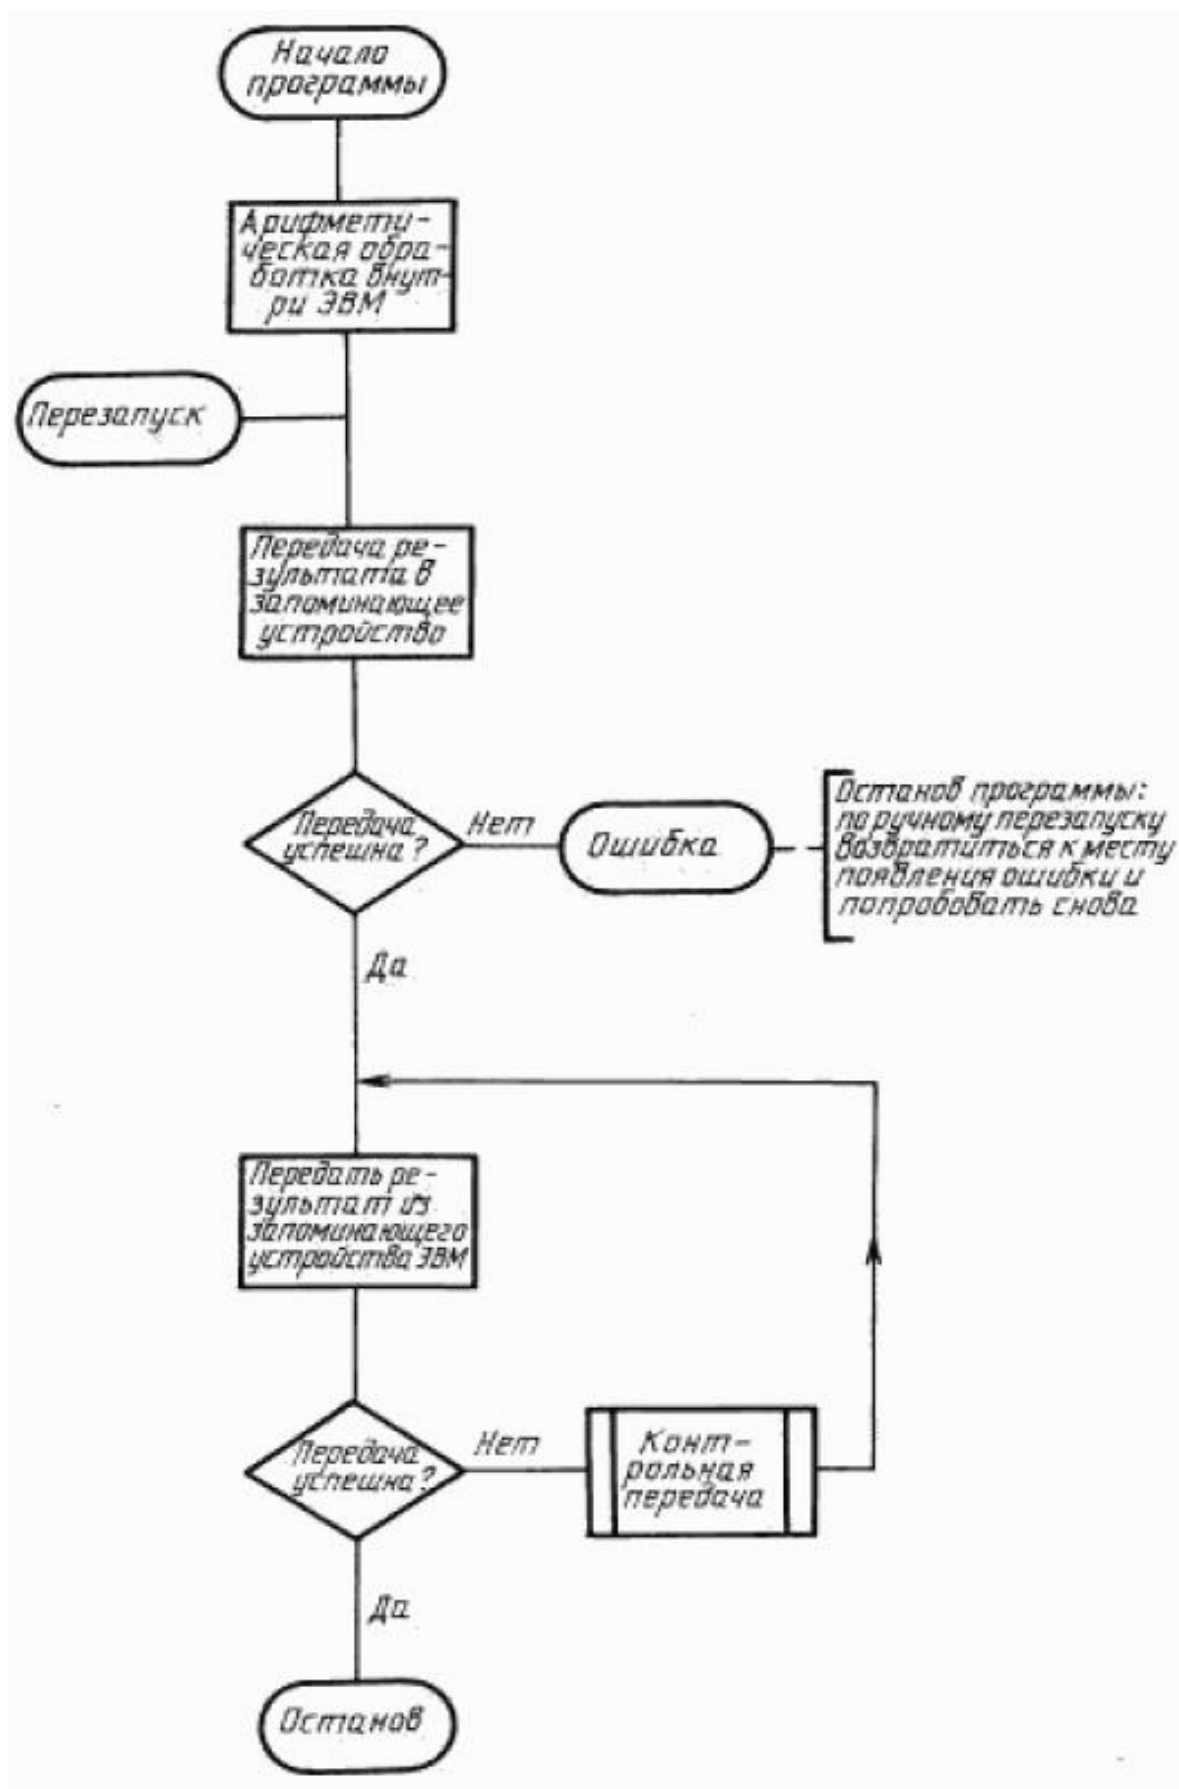 Начало
программы
Арифмети-
ческая обра-
ботка внут-
ри ЭВМ
Перезапуск
Передача ре-
зультата в
запоминающее
устройство
Передача
успешна?
Нет
Ошибка
Останов программы:
по ручному перезапуску
возвратиться к месту
появления ошибки и
попробовать снова
Да
Передать ре-
зультат из
запоминающего
устройства ЭВМ
Передача
успешна?
Нет
Конт-
рольная
передача
Да
Останов